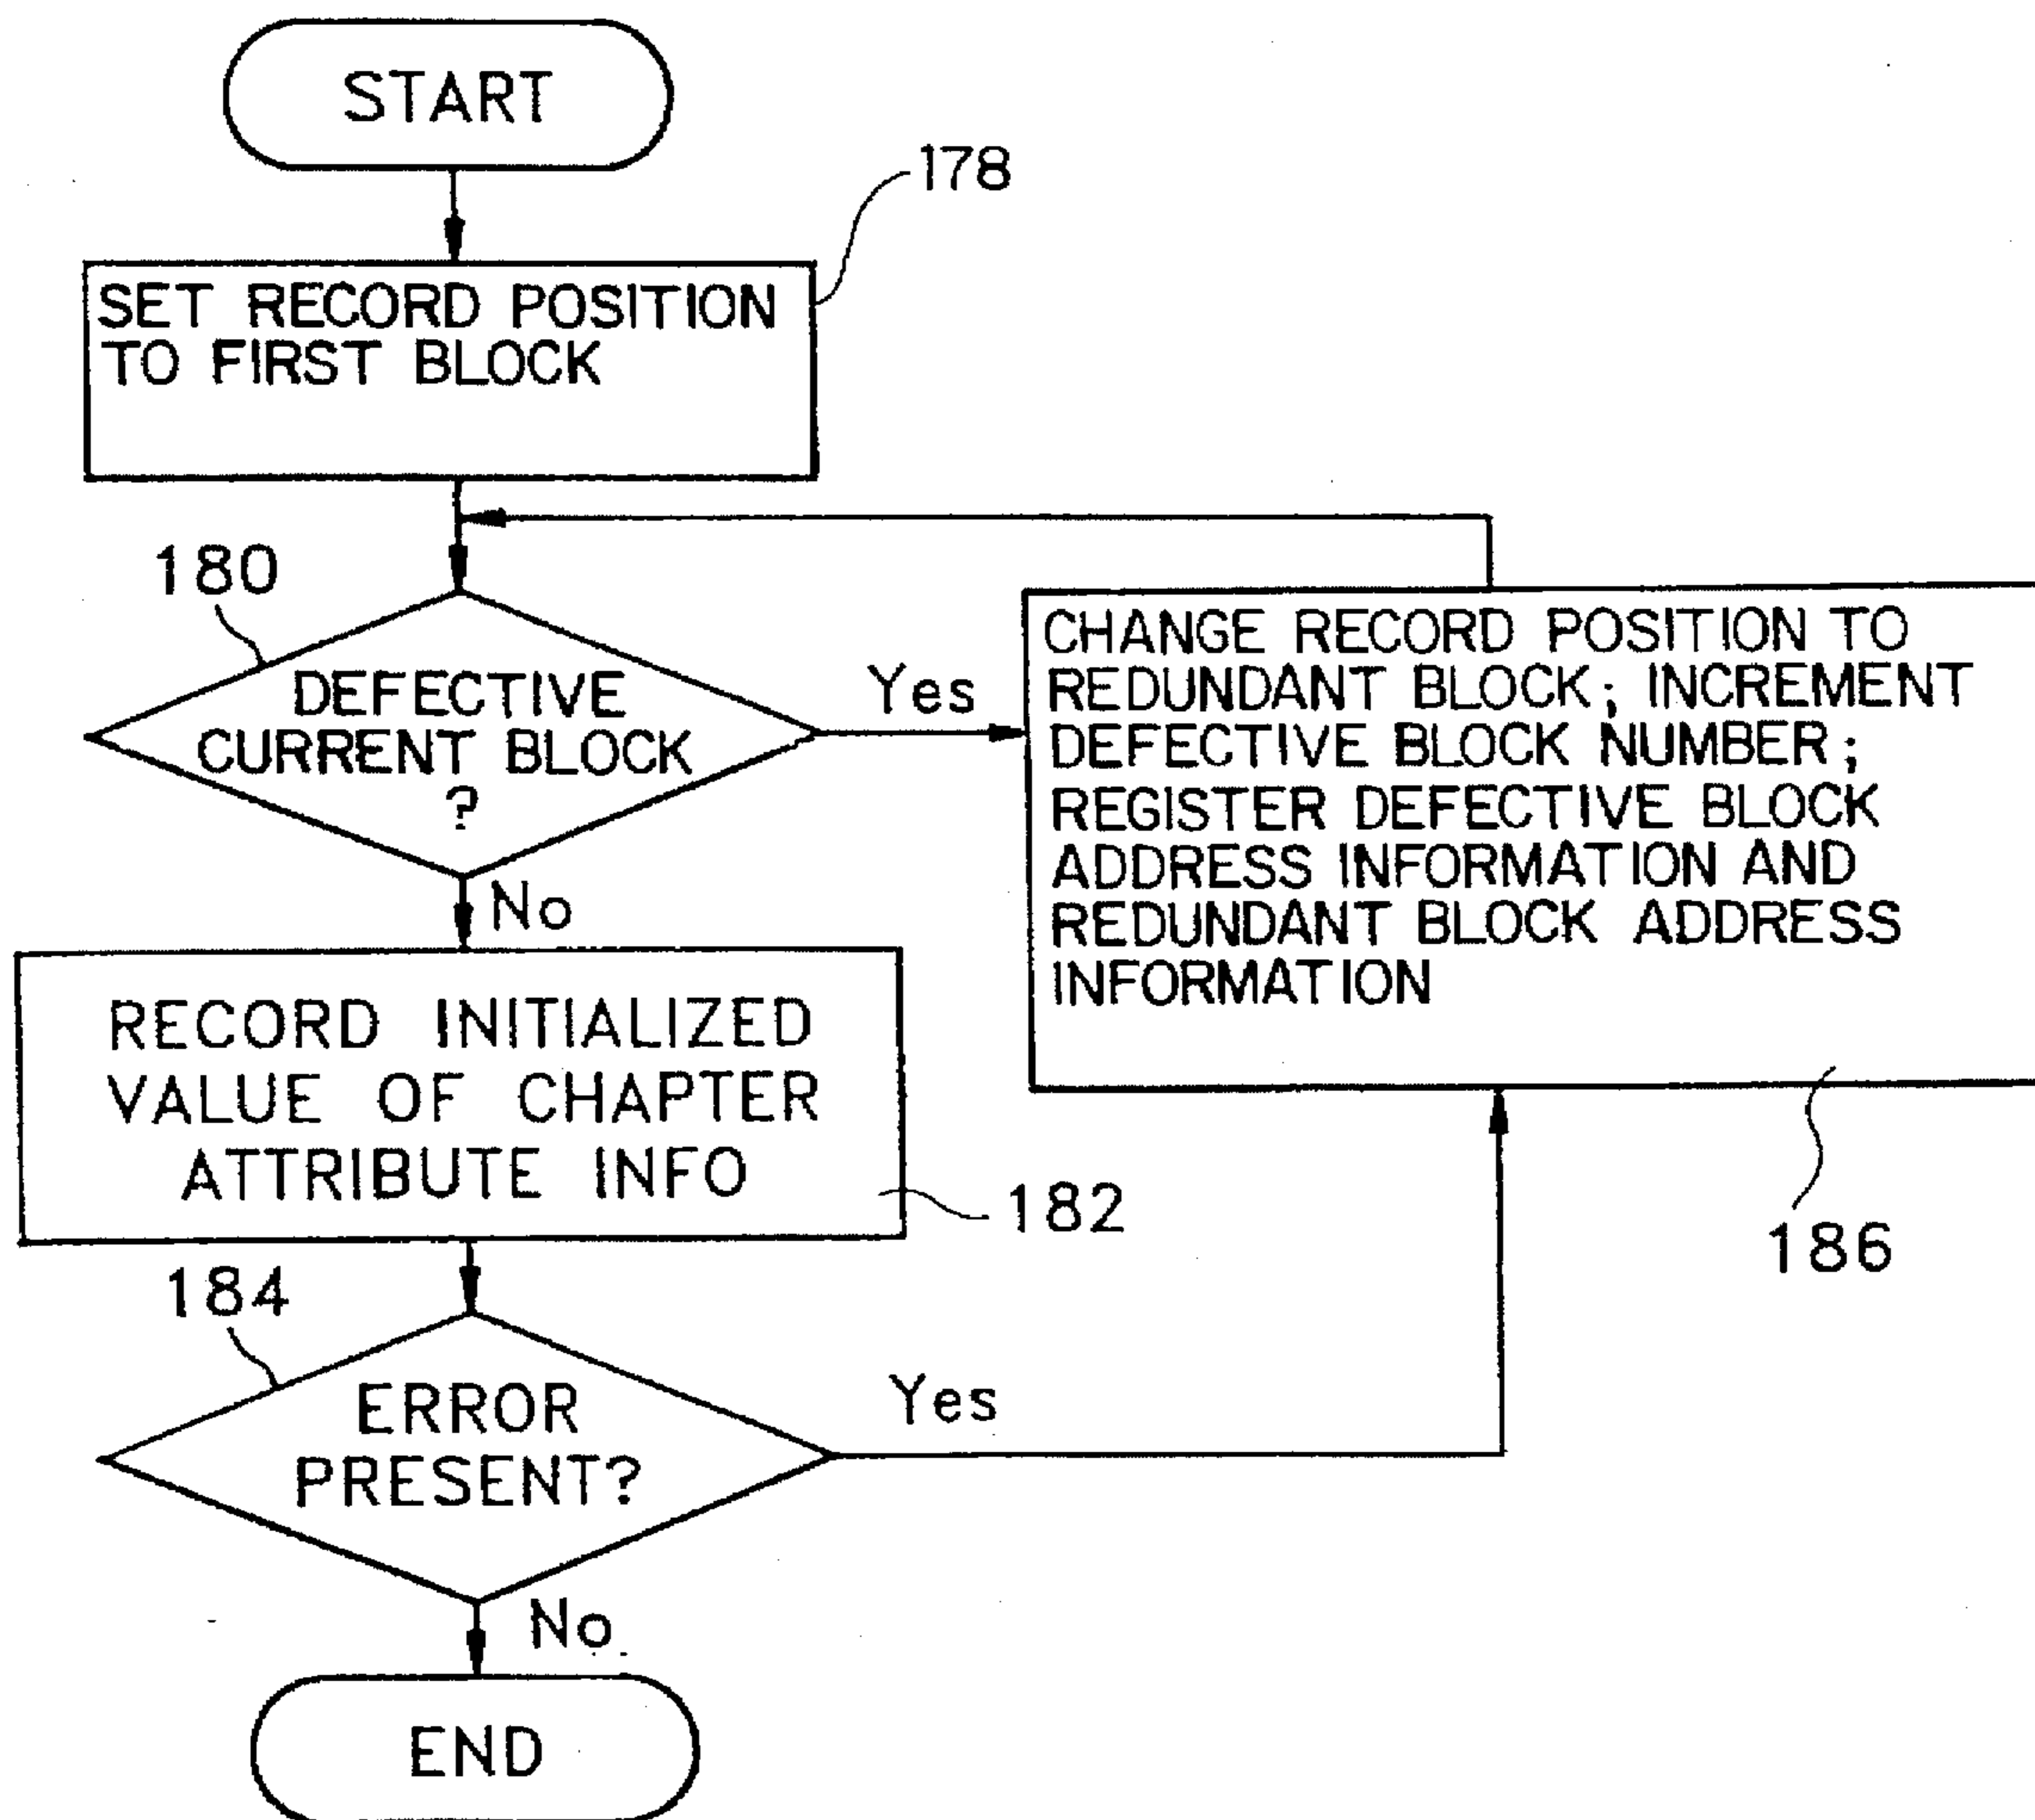 START
178
SET RECORD POSITION
TO FIRST BLOCK
180
DEFECTIVE
CURRENT BLOCK
?
Yes
No
CHANGE RECORD POSITION TO
REDUNDANT BLOCK; INCREMENT
DEFECTIVE BLOCK NUMBER;
REGISTER DEFECTIVE BLOCK
ADDRESS INFORMATION AND
REDUNDANT BLOCK ADDRESS
INFORMATION
186
RECORD INITIALIZED
VALUE OF CHAPTER
ATTRIBUTE INFO
182
184
ERROR
PRESENT?
Yes
No
END